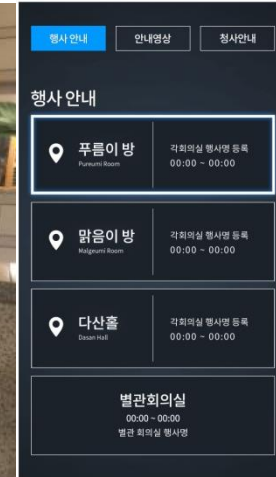 행사 안내
안내영상
청사안내
행사 안내
푸름이 방
Pureumi Room
각회의실 행사명 등록
00:00 ~ 00:00
맑음이 방
Malgeumi Room
각회의실 행사명 등록
00:00 ~ 00:00
다산홀
Dasan Hall
각회의실 행사명 등록
00:00 ~ 00:00
별관회의실
00:00 ~ 00:00
별관 회의실 행사명